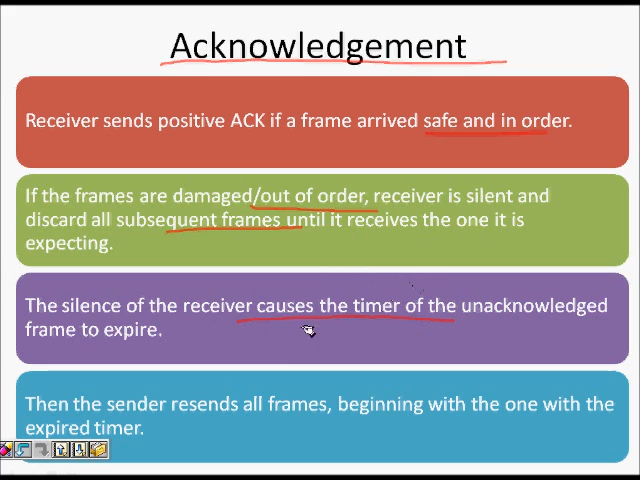 Acknowledgement
Receiver sends positive ACK if a frame arrived safe and in order.
If the frames are damaged/out of order, receiver is silent and
discard all subsequent frames until it receives the one it is
expecting.
The silence of the receiver causes the timer of the unacknowledged
frame to expire.
Then the sender resends all frames, beginning with the one with the
expired timer.